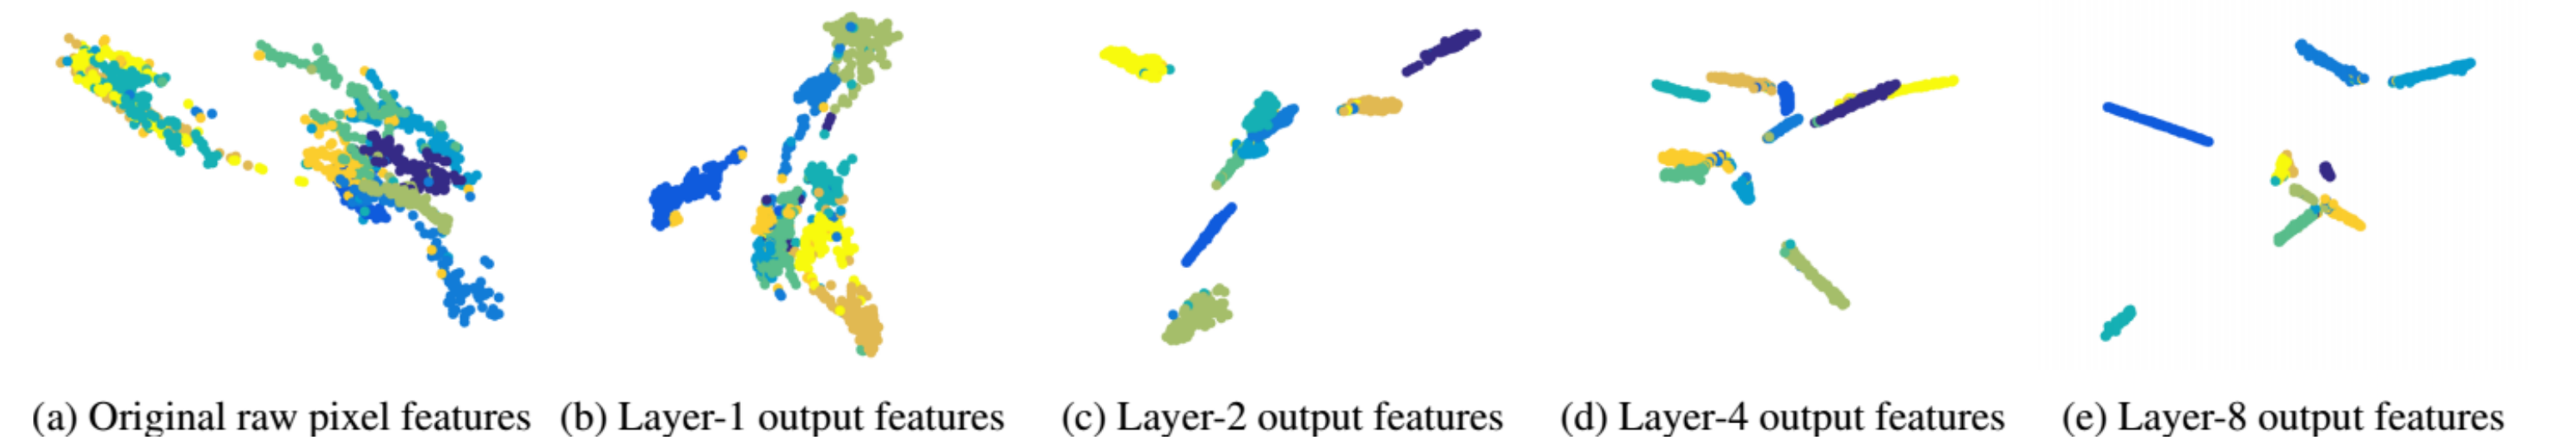 (a) Original raw pixel features (b) Layer-1 output features (c) Layer-2 output features (d) Layer-4 output features (e) Layer-8 output features